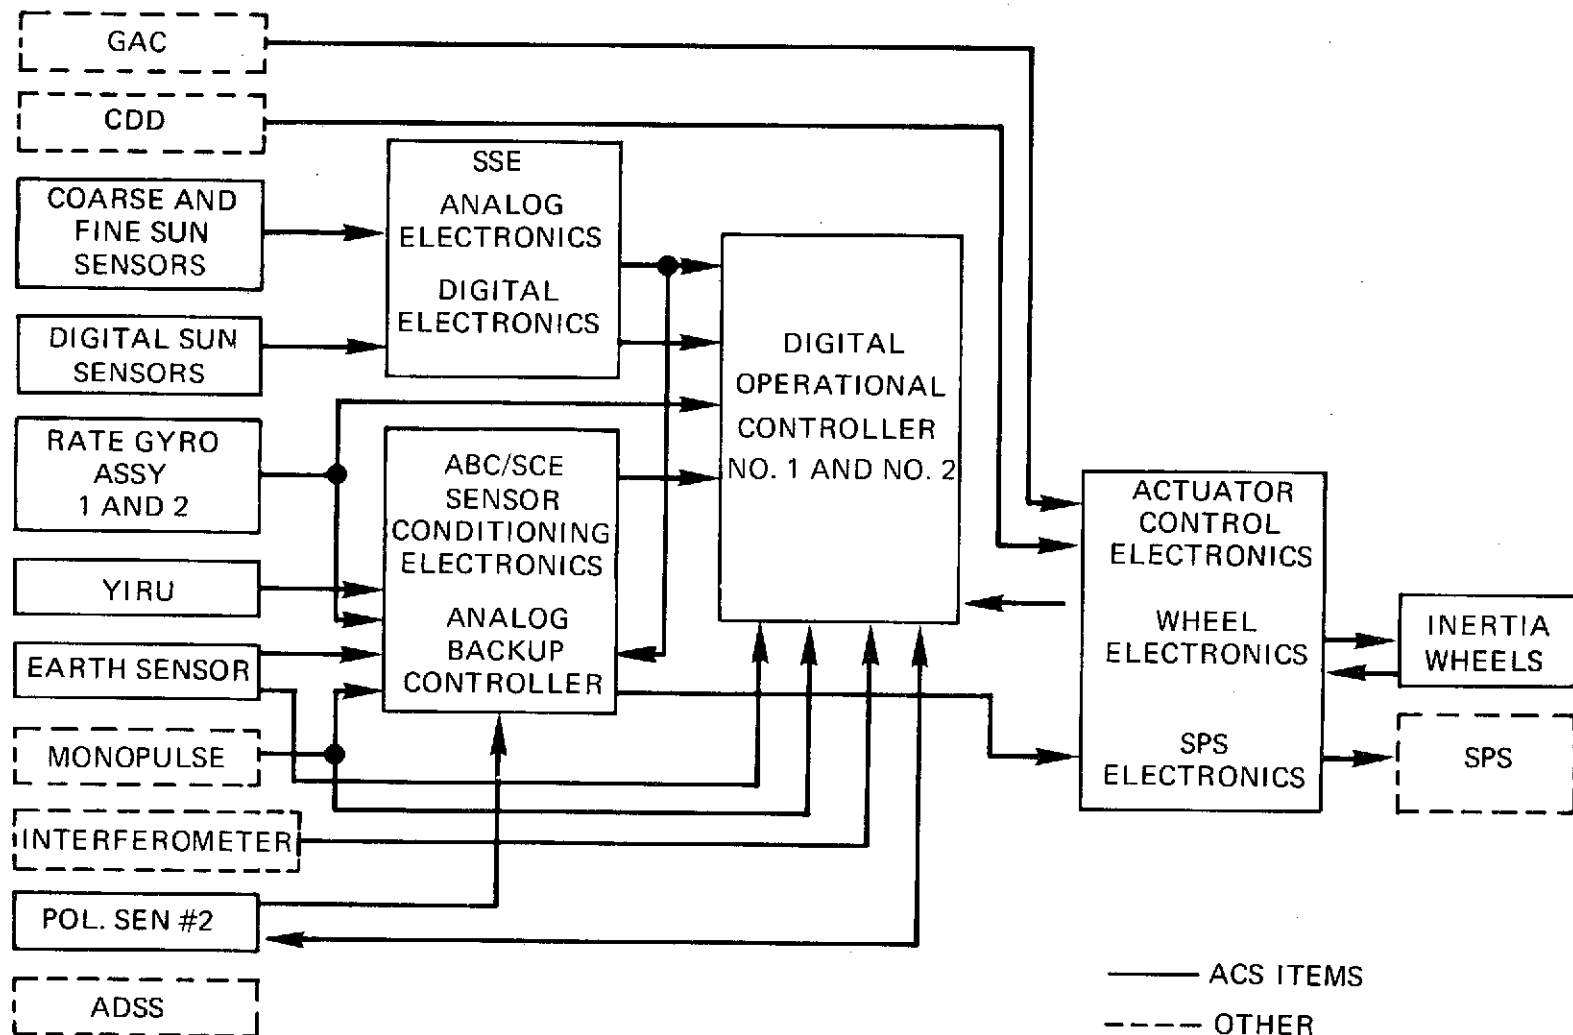 GAC
CDD
COARSE AND
FINE SUN
SENSORS
DIGITAL SUN
SENSORS
RATE GYRO
ASSY
1 AND 2
YIRU
EARTH SENSOR
MONOPULSE
INTERFEROMETER
POL. SEN #2
ADSS
SSE
ANALOG
ELECTRONICS
DIGITAL
ELECTRONICS
ABC/SCE
SENSOR
CONDITIONING
ELECTRONICS
ANALOG
BACKUP
CONTROLLER
DIGITAL
OPERATIONAL
CONTROLLER
NO. 1 AND NO. 2
ACTUATOR
CONTROL
ELECTRONICS
WHEEL
ELECTRONICS
SPS
ELECTRONICS
INERTIA
WHEELS
SPS
ACS ITEMS
OTHER